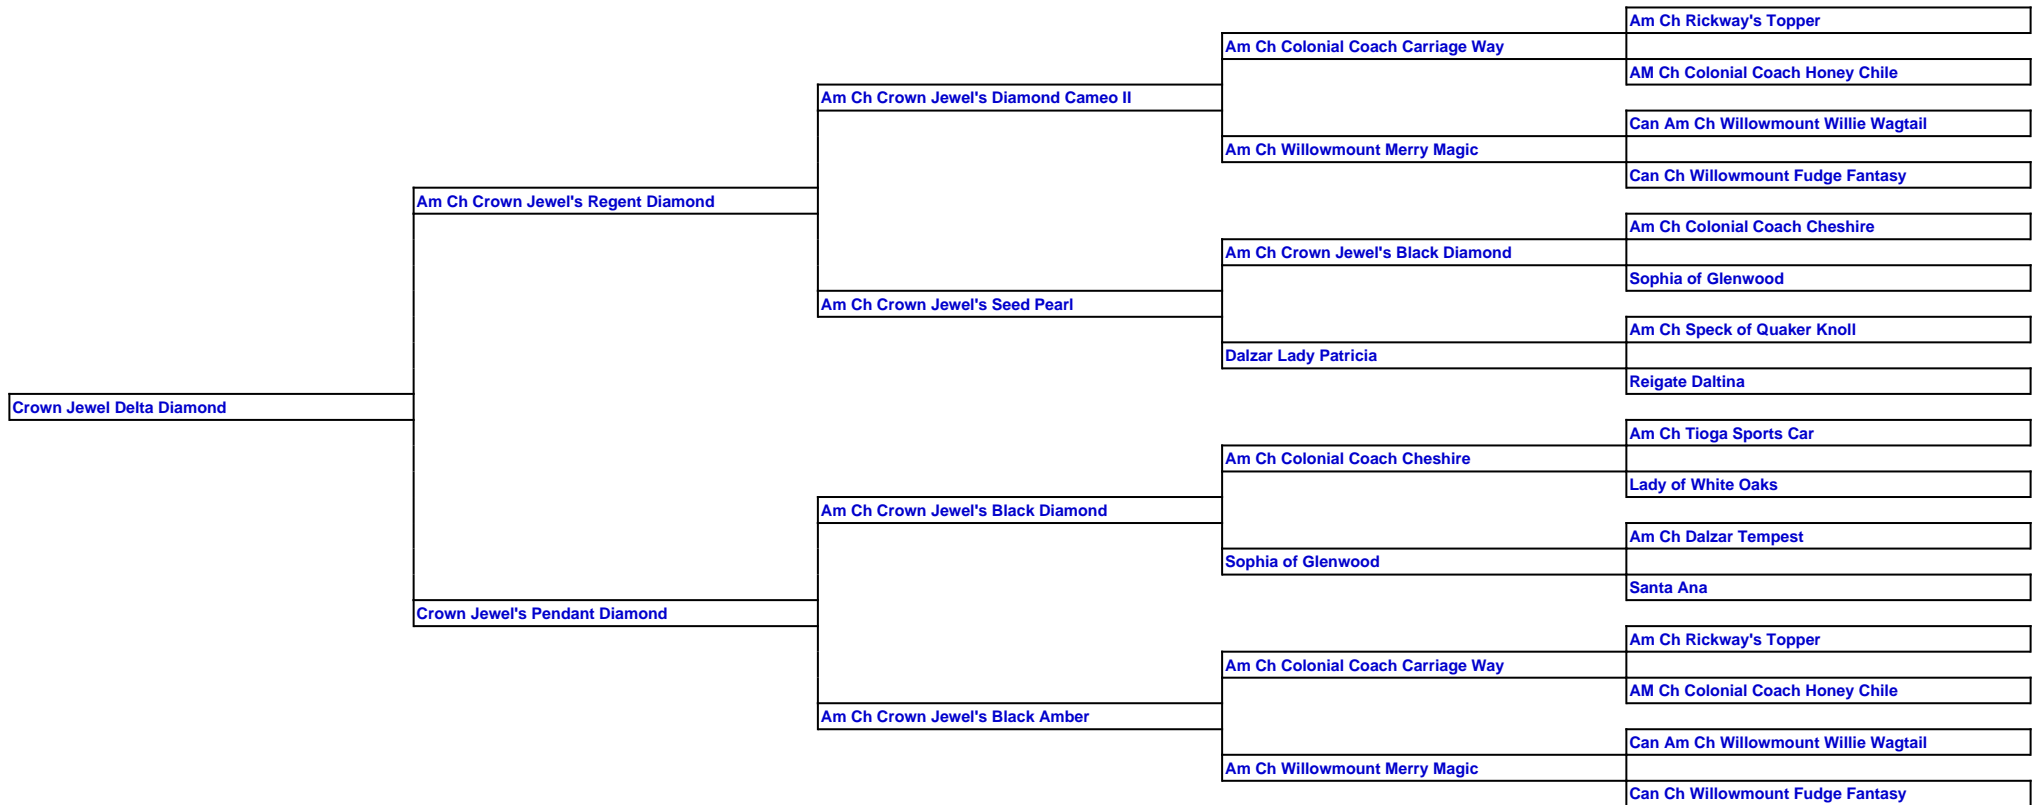 Am Ch Rickway's Topper
Am Ch Colonial Coach Carriage Way
AM Ch Colonial Coach Honey Chile
Am Ch Crown Jewel's Diamond Cameo II
Can Am Ch Willowmount Willie Wagtail
Am Ch Willowmount Merry Magic
Can Ch Willowmount Fudge Fantasy
Am Ch Crown Jewel's Regent Diamond
Am Ch Colonial Coach Cheshire
Am Ch Crown Jewel's Black Diamond
Sophia of Glenwood
Am Ch Crown Jewel's Seed Pearl
Am Ch Speck of Quaker Knoll
Dalzar Lady Patricia
Reigate Daltina
Crown Jewel Delta Diamond
Am Ch Tioga Sports Car
Am Ch Colonial Coach Cheshire
Lady of White Oaks
Am Ch Crown Jewel's Black Diamond
Am Ch Dalzar Tempest
Sophia of Glenwood
Santa Ana
Crown Jewel's Pendant Diamond
Am Ch Rickway's Topper
Am Ch Colonial Coach Carriage Way
AM Ch Colonial Coach Honey Chile
Am Ch Crown Jewel's Black Amber
Can Am Ch Willowmount Willie Wagtail
Am Ch Willowmount Merry Magic
Can Ch Willowmount Fudge Fantasy